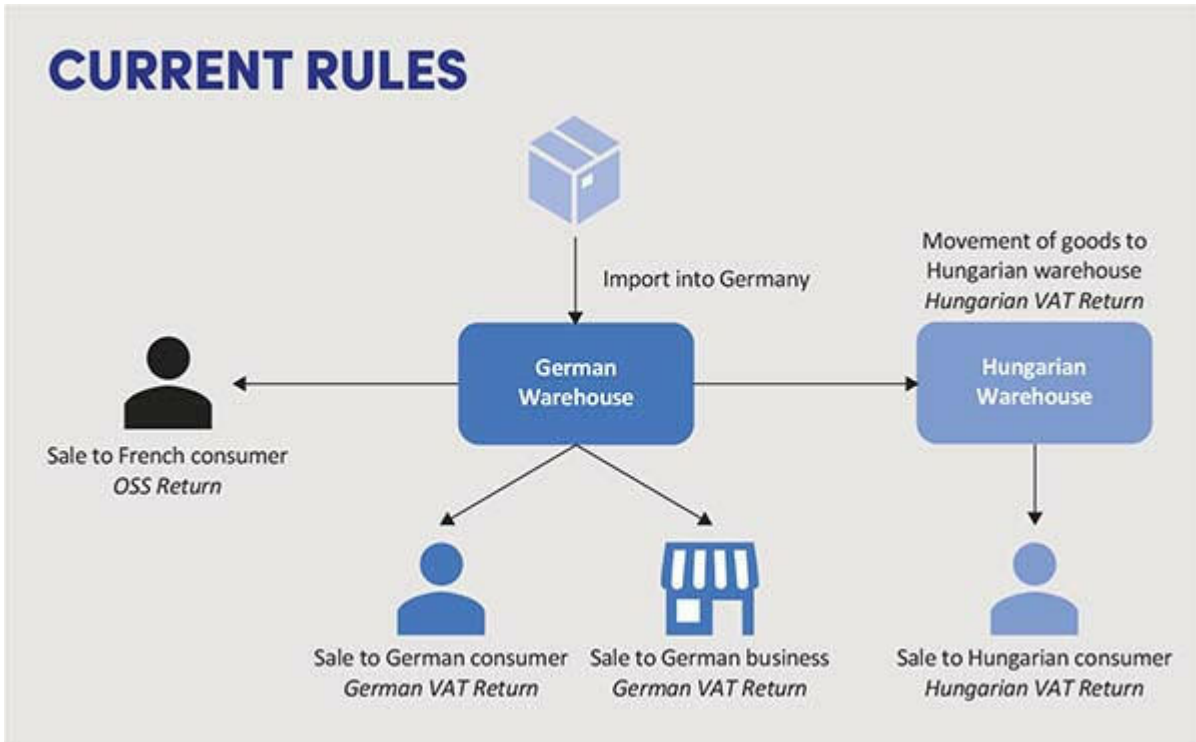 CURRENT RULES
Import into Germany
Movement of goods to
Hungarian warehouse
Hungarian VAT Return
German
Warehouse
Hungarian
Warehouse
Sale to French consumer
OSS Return
Sale to German consumer
German VAT Return
Sale to German business
German VAT Return
Sale to Hungarian consumer
Hungarian VAT Return